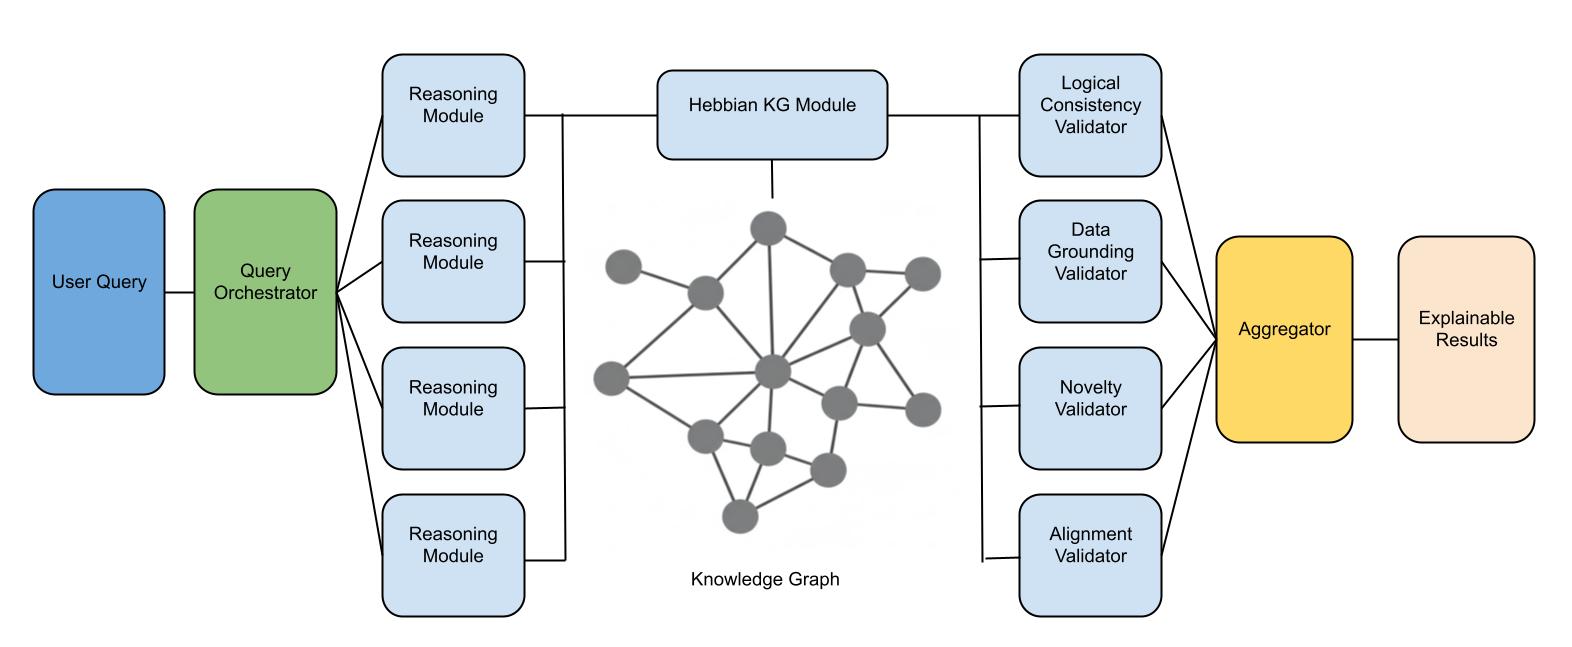 User Query
Query
Orchestrator
Reasoning
Module
Reasoning
Module
Reasoning
Module
Reasoning
Module
Hebbian KG Module
Knowledge Graph
Logical
Consistency
Validator
Data
Grounding
Validator
Novelty
Validator
Alignment
Validator
Aggregator
Explainable
Results